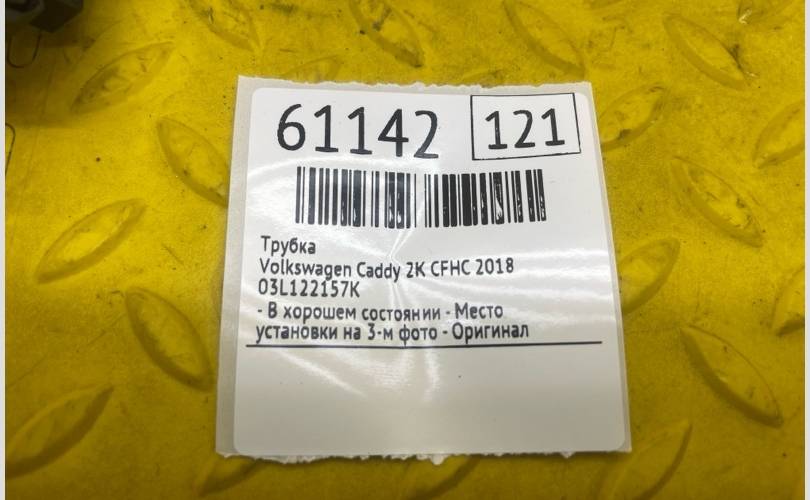 61142 121
Трубка
Volkswagen Caddy 2K CFHC 2018
03L122157K
- В хорошем состоянии - Место
установки на 3-м фото - Оригинал